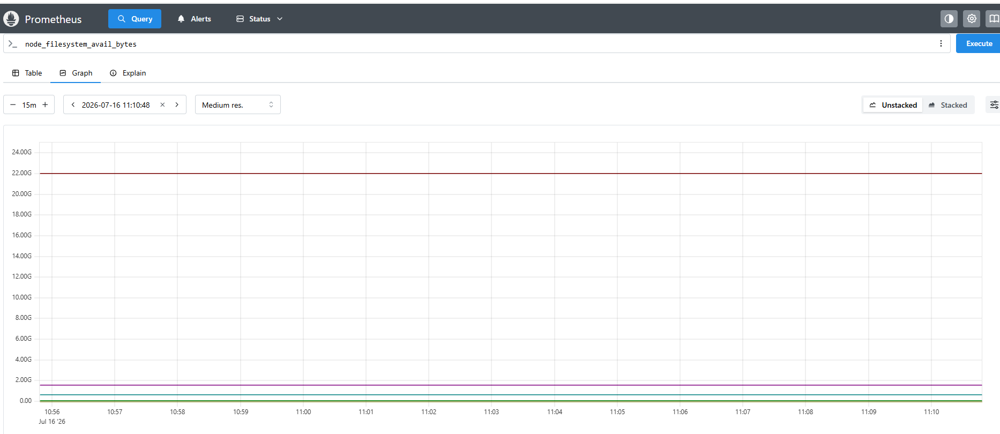 Prometheus Query Alerts Status
>_ node_filesystem_avail_bytes Execute
Table Graph Explain
− 15m + 2026-07-16 11:10:48 Medium res. Unstacked Stacked
24.00G
22.00G
20.00G
18.00G
16.00G
14.00G
12.00G
10.00G
8.00G
6.00G
4.00G
2.00G
0.00
10:56 10:57 10:58 10:59 11:00 11:01 11:02 11:03 11:04 11:05 11:06 11:07 11:08 11:09 11:10
Jul 16 '26